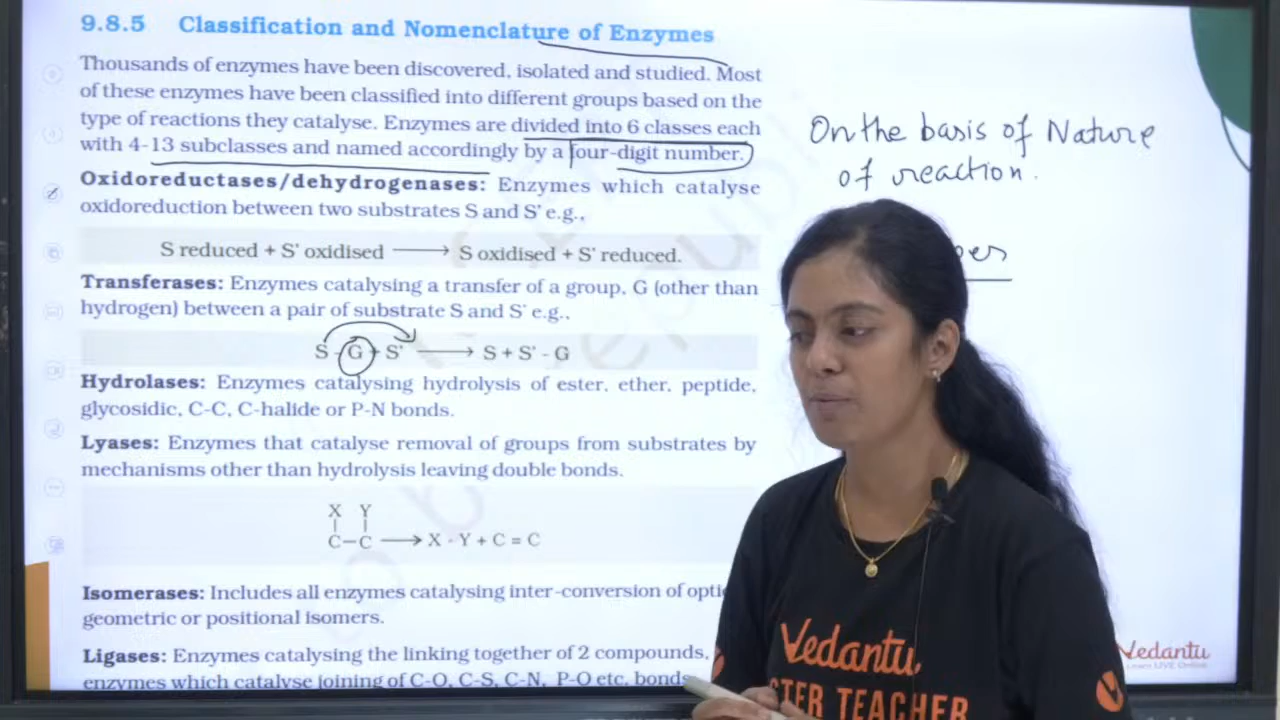 9.8.5 Classification and Nomenclature of Enzymes
Thousands of enzymes have been discovered, isolated and studied. Most
of these enzymes have been classified into different groups based on the
type of reactions they catalyse. Enzymes are divided into 6 classes each
with 4-13 subclasses and named accordingly by a four-digit number.
Oxidoreductases/dehydrogenases: Enzymes which catalyse
oxidoreduction between two substrates S and S' e.g.,
S reduced + S' oxidised ⟶ S oxidised + S' reduced.
Transferases: Enzymes catalysing a transfer of a group, G (other than
hydrogen) between a pair of substrate S and S' e.g.,
S - G + S' ⟶ S + S' - G
Hydrolases: Enzymes catalysing hydrolysis of ester, ether, peptide,
glycosidic, C-C, C-halide or P-N bonds.
Lyases: Enzymes that catalyse removal of groups from substrates by
mechanisms other than hydrolysis leaving double bonds.
X Y
C-C ⟶ X - Y + C = C
Isomerases: Includes all enzymes catalysing inter-conversion of
geometric or positional isomers.
Ligases: Enzymes catalysing the linking together of 2 compounds,
enzymes which catalyse joining of C-O, C-S, C-N, P-O etc. bonds
On the basis of Nature
of reaction.
Vedantu
TEACHER
Vedantu
Learn LIVE Online